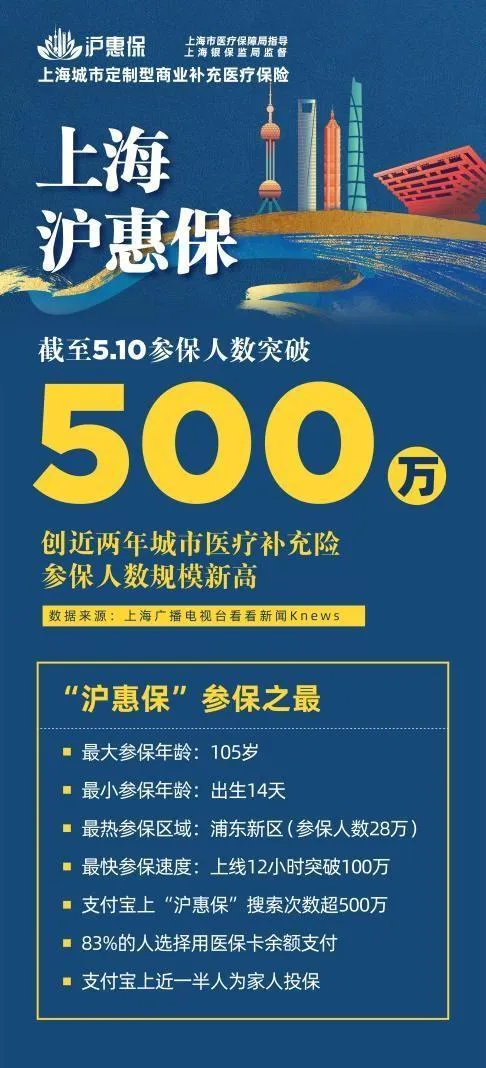 沪惠保
上海市医疗保障局指导
上海银保监局监督
上海城市定制型商业补充医疗保险
上海
沪惠保
截至5.10参保人数突破
500万
创近两年城市医疗补充险
参保人数规模新高
数据来源：上海广播电视台看看新闻Knews
“沪惠保”参保之最
最大参保年龄：105岁
最小参保年龄：出生14天
最热参保区域：浦东新区（参保人数28万）
最快参保速度：上线12小时突破100万
支付宝上“沪惠保”搜索次数超500万
83%的人选择用医保卡余额支付
支付宝上近一半人为家人投保